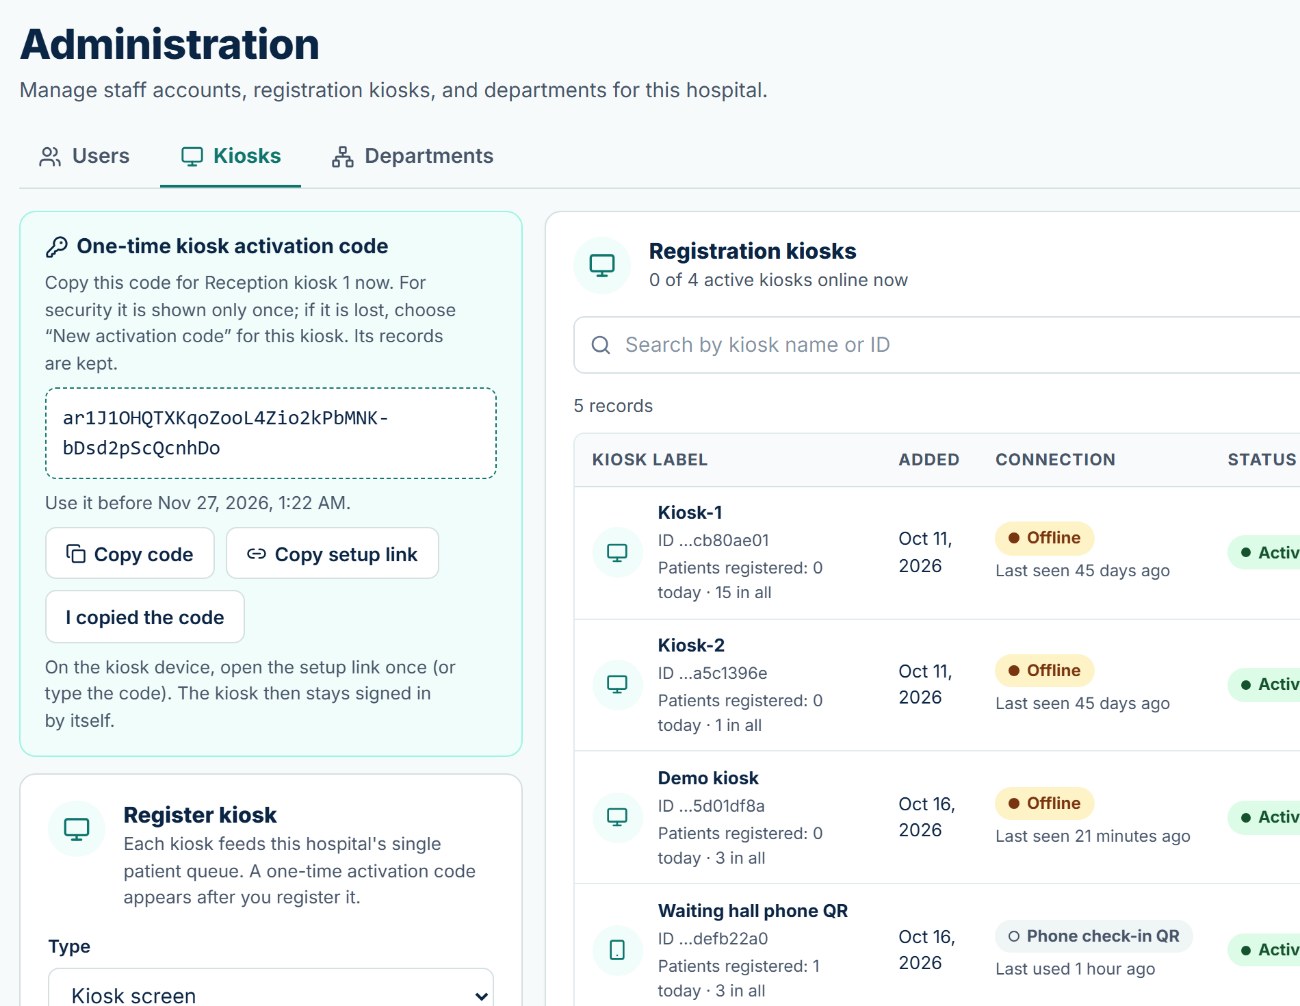 Administration
Manage staff accounts, registration kiosks, and departments for this hospital.
Users
Kiosks
Departments
One-time kiosk activation code
Copy this code for Reception kiosk 1 now. For
security it is shown only once; if it is lost, choose
“New activation code” for this kiosk. Its records
are kept.
ar1J1OHQTXKqoZooL4Zio2kPbMNK-
bDsd2pScQcnhDo
Use it before Nov 27, 2026, 1:22 AM.
Copy code
Copy setup link
I copied the code
On the kiosk device, open the setup link once (or
type the code). The kiosk then stays signed in
by itself.
Register kiosk
Each kiosk feeds this hospital's single
patient queue. A one-time activation code
appears after you register it.
Type
Kiosk screen
Registration kiosks
0 of 4 active kiosks online now
Search by kiosk name or ID
5 records
KIOSK LABEL ADDED CONNECTION STATUS
Kiosk-1
ID ...cb80ae01
Patients registered: 0
today · 15 in all
Oct 11,
2026
Offline
Last seen 45 days ago
Activ
Kiosk-2
ID ...a5c1396e
Patients registered: 0
today · 1 in all
Oct 11,
2026
Offline
Last seen 45 days ago
Activ
Demo kiosk
ID ...5d01df8a
Patients registered: 0
today · 3 in all
Oct 16,
2026
Offline
Last seen 21 minutes ago
Activ
Waiting hall phone QR
ID ...defb22a0
Patients registered: 1
today · 3 in all
Oct 16,
2026
Phone check-in QR
Last used 1 hour ago
Activ